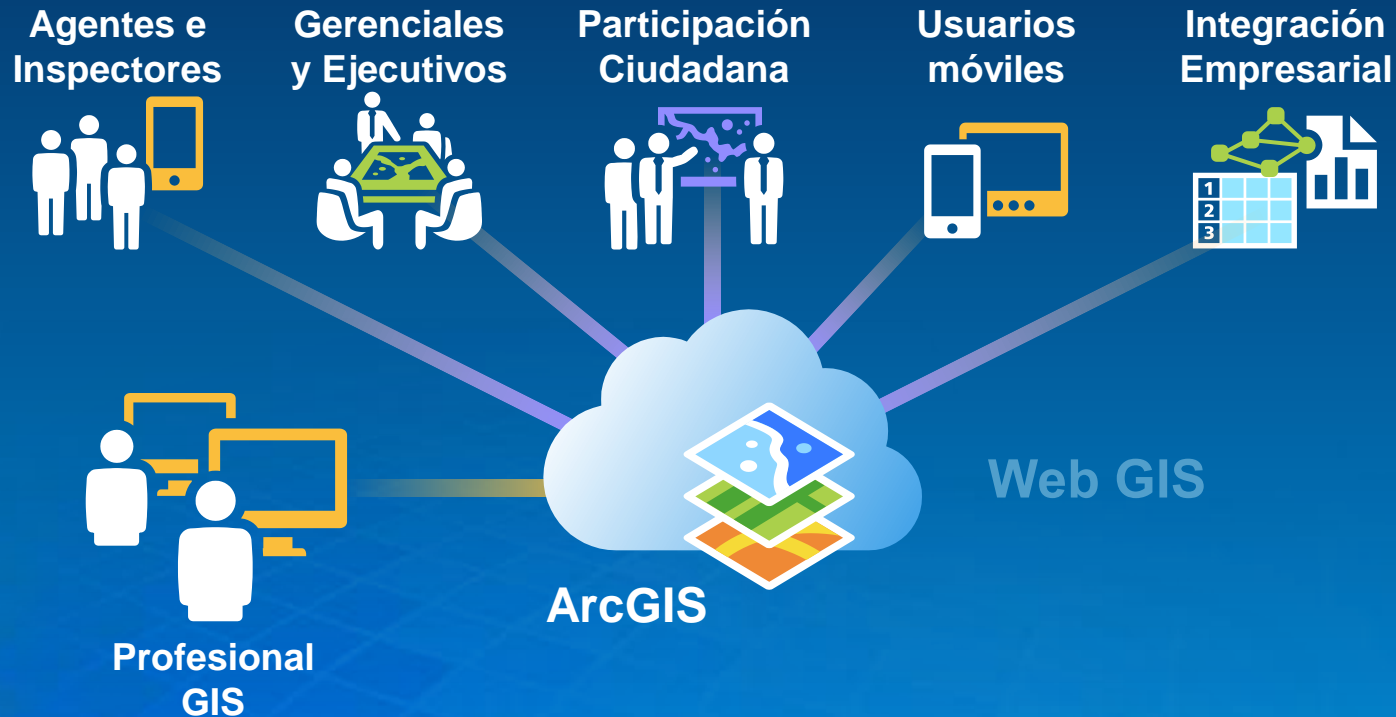 Agentes e
Inspectores
Gerenciales
y Ejecutivos
Participación
Ciudadana
Usuarios
móviles
Integración
Empresarial
1
2
3
Web GIS
ArcGIS
Profesional
GIS